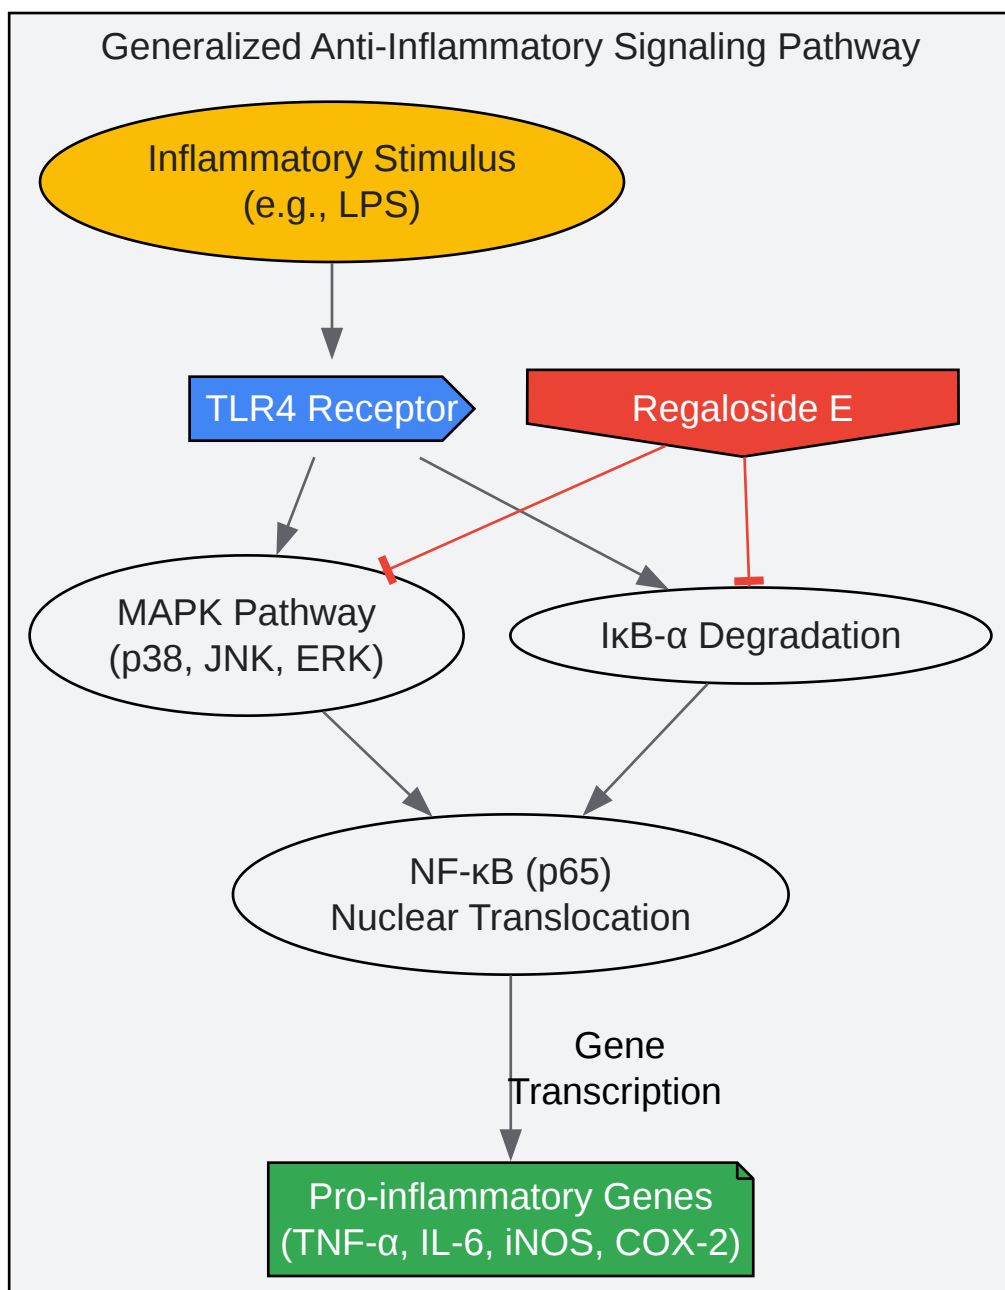 Generalized Anti-Inflammatory Signaling Pathway
Inflammatory Stimulus
(e.g., LPS)
TLR4 Receptor
Regaloside E
MAPK Pathway
(p38, JNK, ERK)
IκB-α Degradation
NF-κB (p65)
Nuclear Translocation
Gene
Transcription
Pro-inflammatory Genes
(TNF-α, IL-6, iNOS, COX-2)